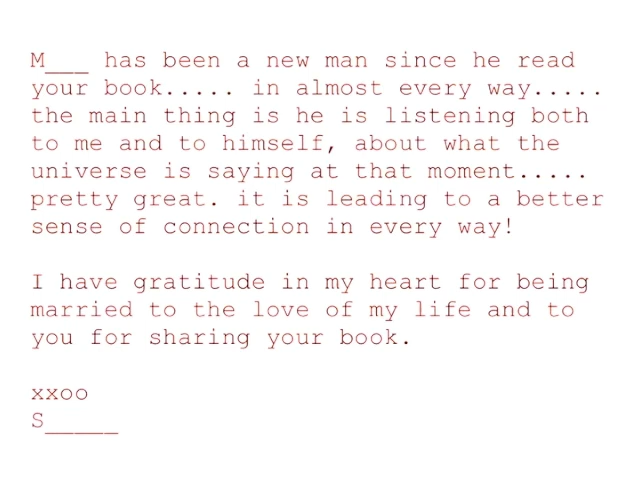 M___ has been a new man since he read
your book..... in almost every way.....
the main thing is he is listening both
to me and to himself, about what the
universe is saying at that moment.....
pretty great. it is leading to a better
sense of connection in every way!
I have gratitude in my heart for being
married to the love of my life and to
you for sharing your book.
xxoo
S_____